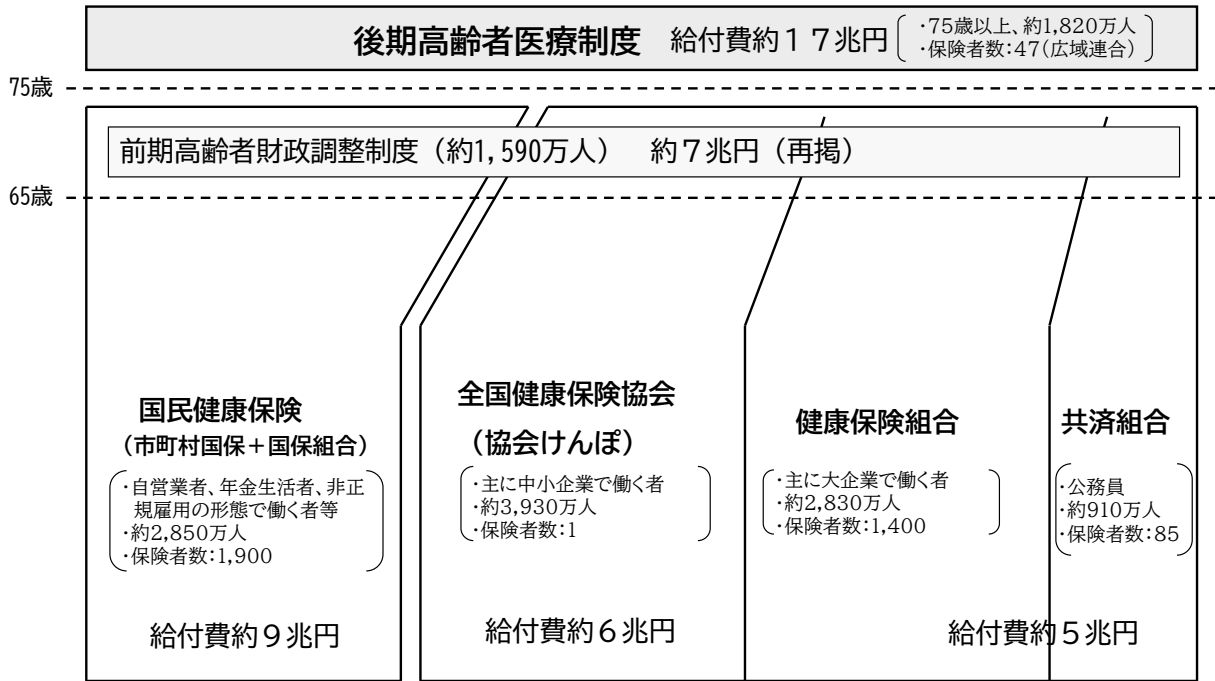 後期高齢者医療制度 給付費約１７兆円
・75歳以上、約1,820万人
・保険者数：47(広域連合)
75歳
前期高齢者財政調整制度（約1,590万人） 約７兆円（再掲）
65歳
国民健康保険
（市町村国保＋国保組合）
・自営業者、年金生活者、非正
規雇用の形態で働く者等
・約2,850万人
・保険者数：1,900
給付費約９兆円
全国健康保険協会
（協会けんぽ）
・主に中小企業で働く者
・約3,930万人
・保険者数：1
給付費約６兆円
健康保険組合
・主に大企業で働く者
・約2,830万人
・保険者数：1,400
共済組合
・公務員
・約910万人
・保険者数：85
給付費約５兆円